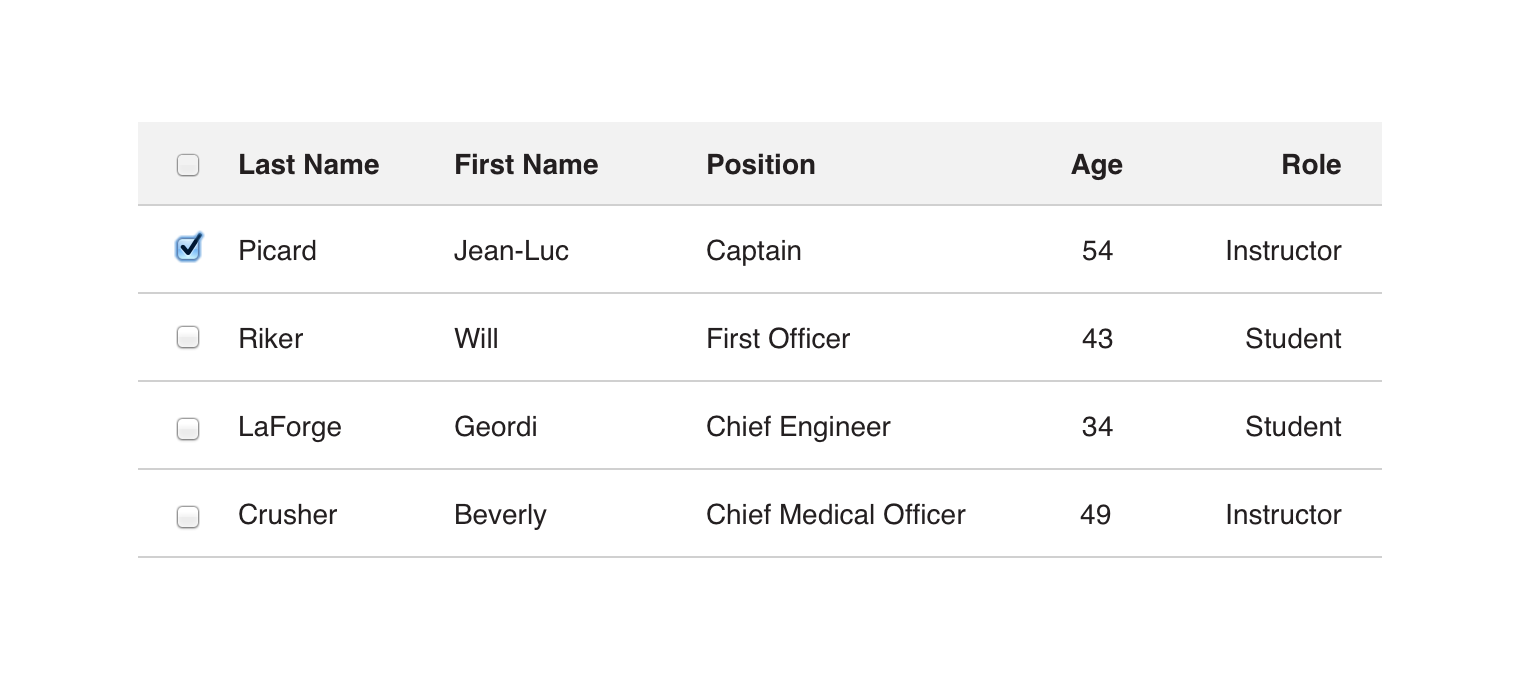 Last Name First Name Position Age Role
Picard Jean-Luc Captain 54 Instructor
Riker Will First Officer 43 Student
LaForge Geordi Chief Engineer 34 Student
Crusher Beverly Chief Medical Officer 49 Instructor